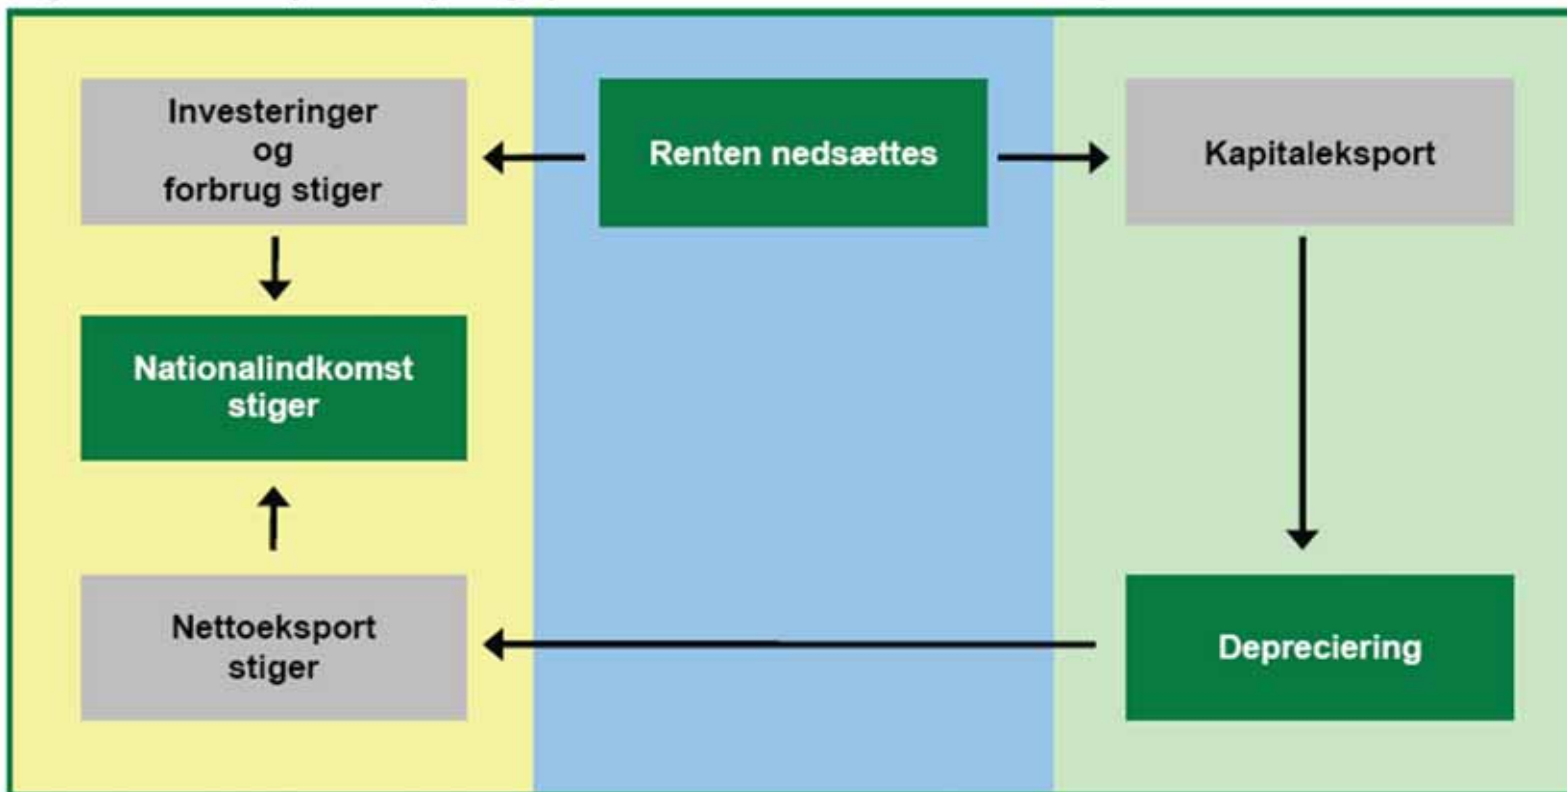 Investeringer
og
forbrug stiger
Renten nedsættes
Kapitaleksport
Nationalindkomst
stiger
Nettoeksport
stiger
Depreciering